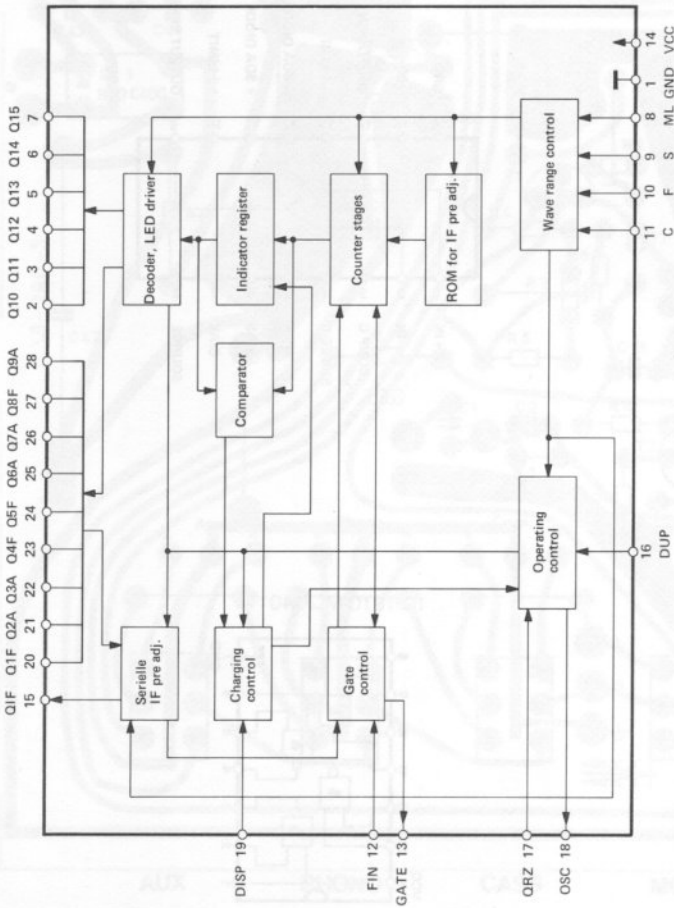 QIF Q1F Q2A Q3A Q4F Q5F Q6A Q7A Q8F Q9A Q10 Q11 Q12 Q13 Q14 Q15
15 20 21 22 23 24 25 26 27 28 2 3 4 5 6 7
Serielle
IF pre adj.
Decoder, LED driver
DISP 19
Charging
control
Comparator
Indicator register
FIN 12
GATE 13
Gate
control
Counter stages
ROM for IF pre adj.
QRZ 17
OSC 18
Operating
control
Wave range control
16 11 10 9 8 1 14
DUP C F S ML GND VCC